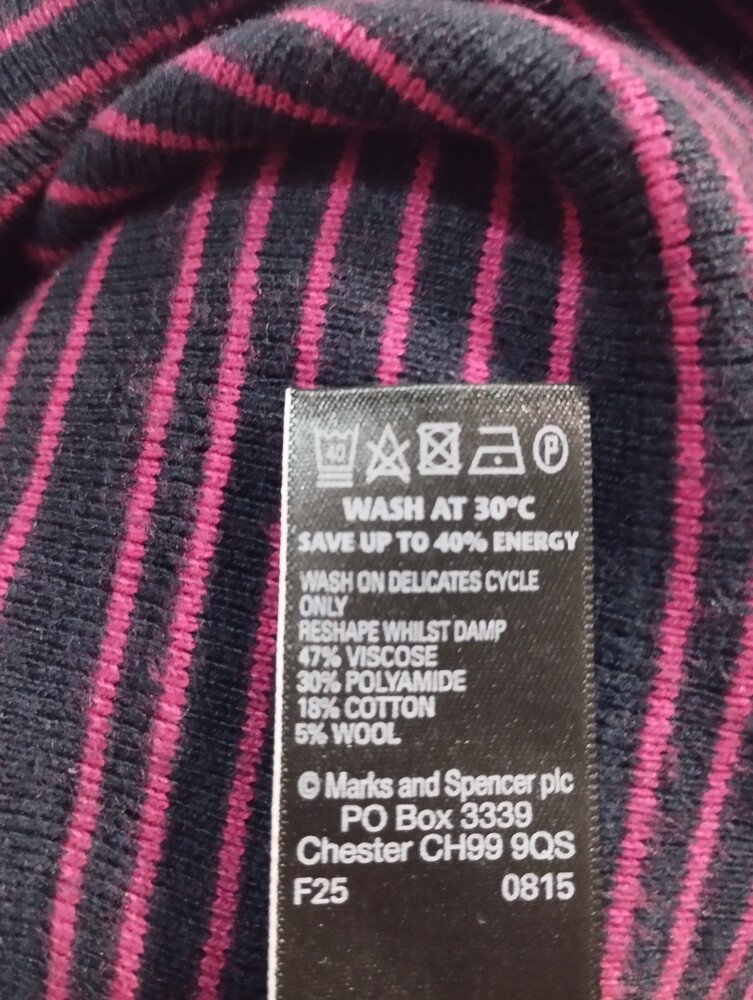 40 P
WASH AT 30°C
SAVE UP TO 40% ENERGY
WASH ON DELICATES CYCLE
ONLY
RESHAPE WHILST DAMP
47% VISCOSE
30% POLYAMIDE
18% COTTON
5% WOOL
© Marks and Spencer plc
PO Box 3339
Chester CH99 9QS
F25 0815